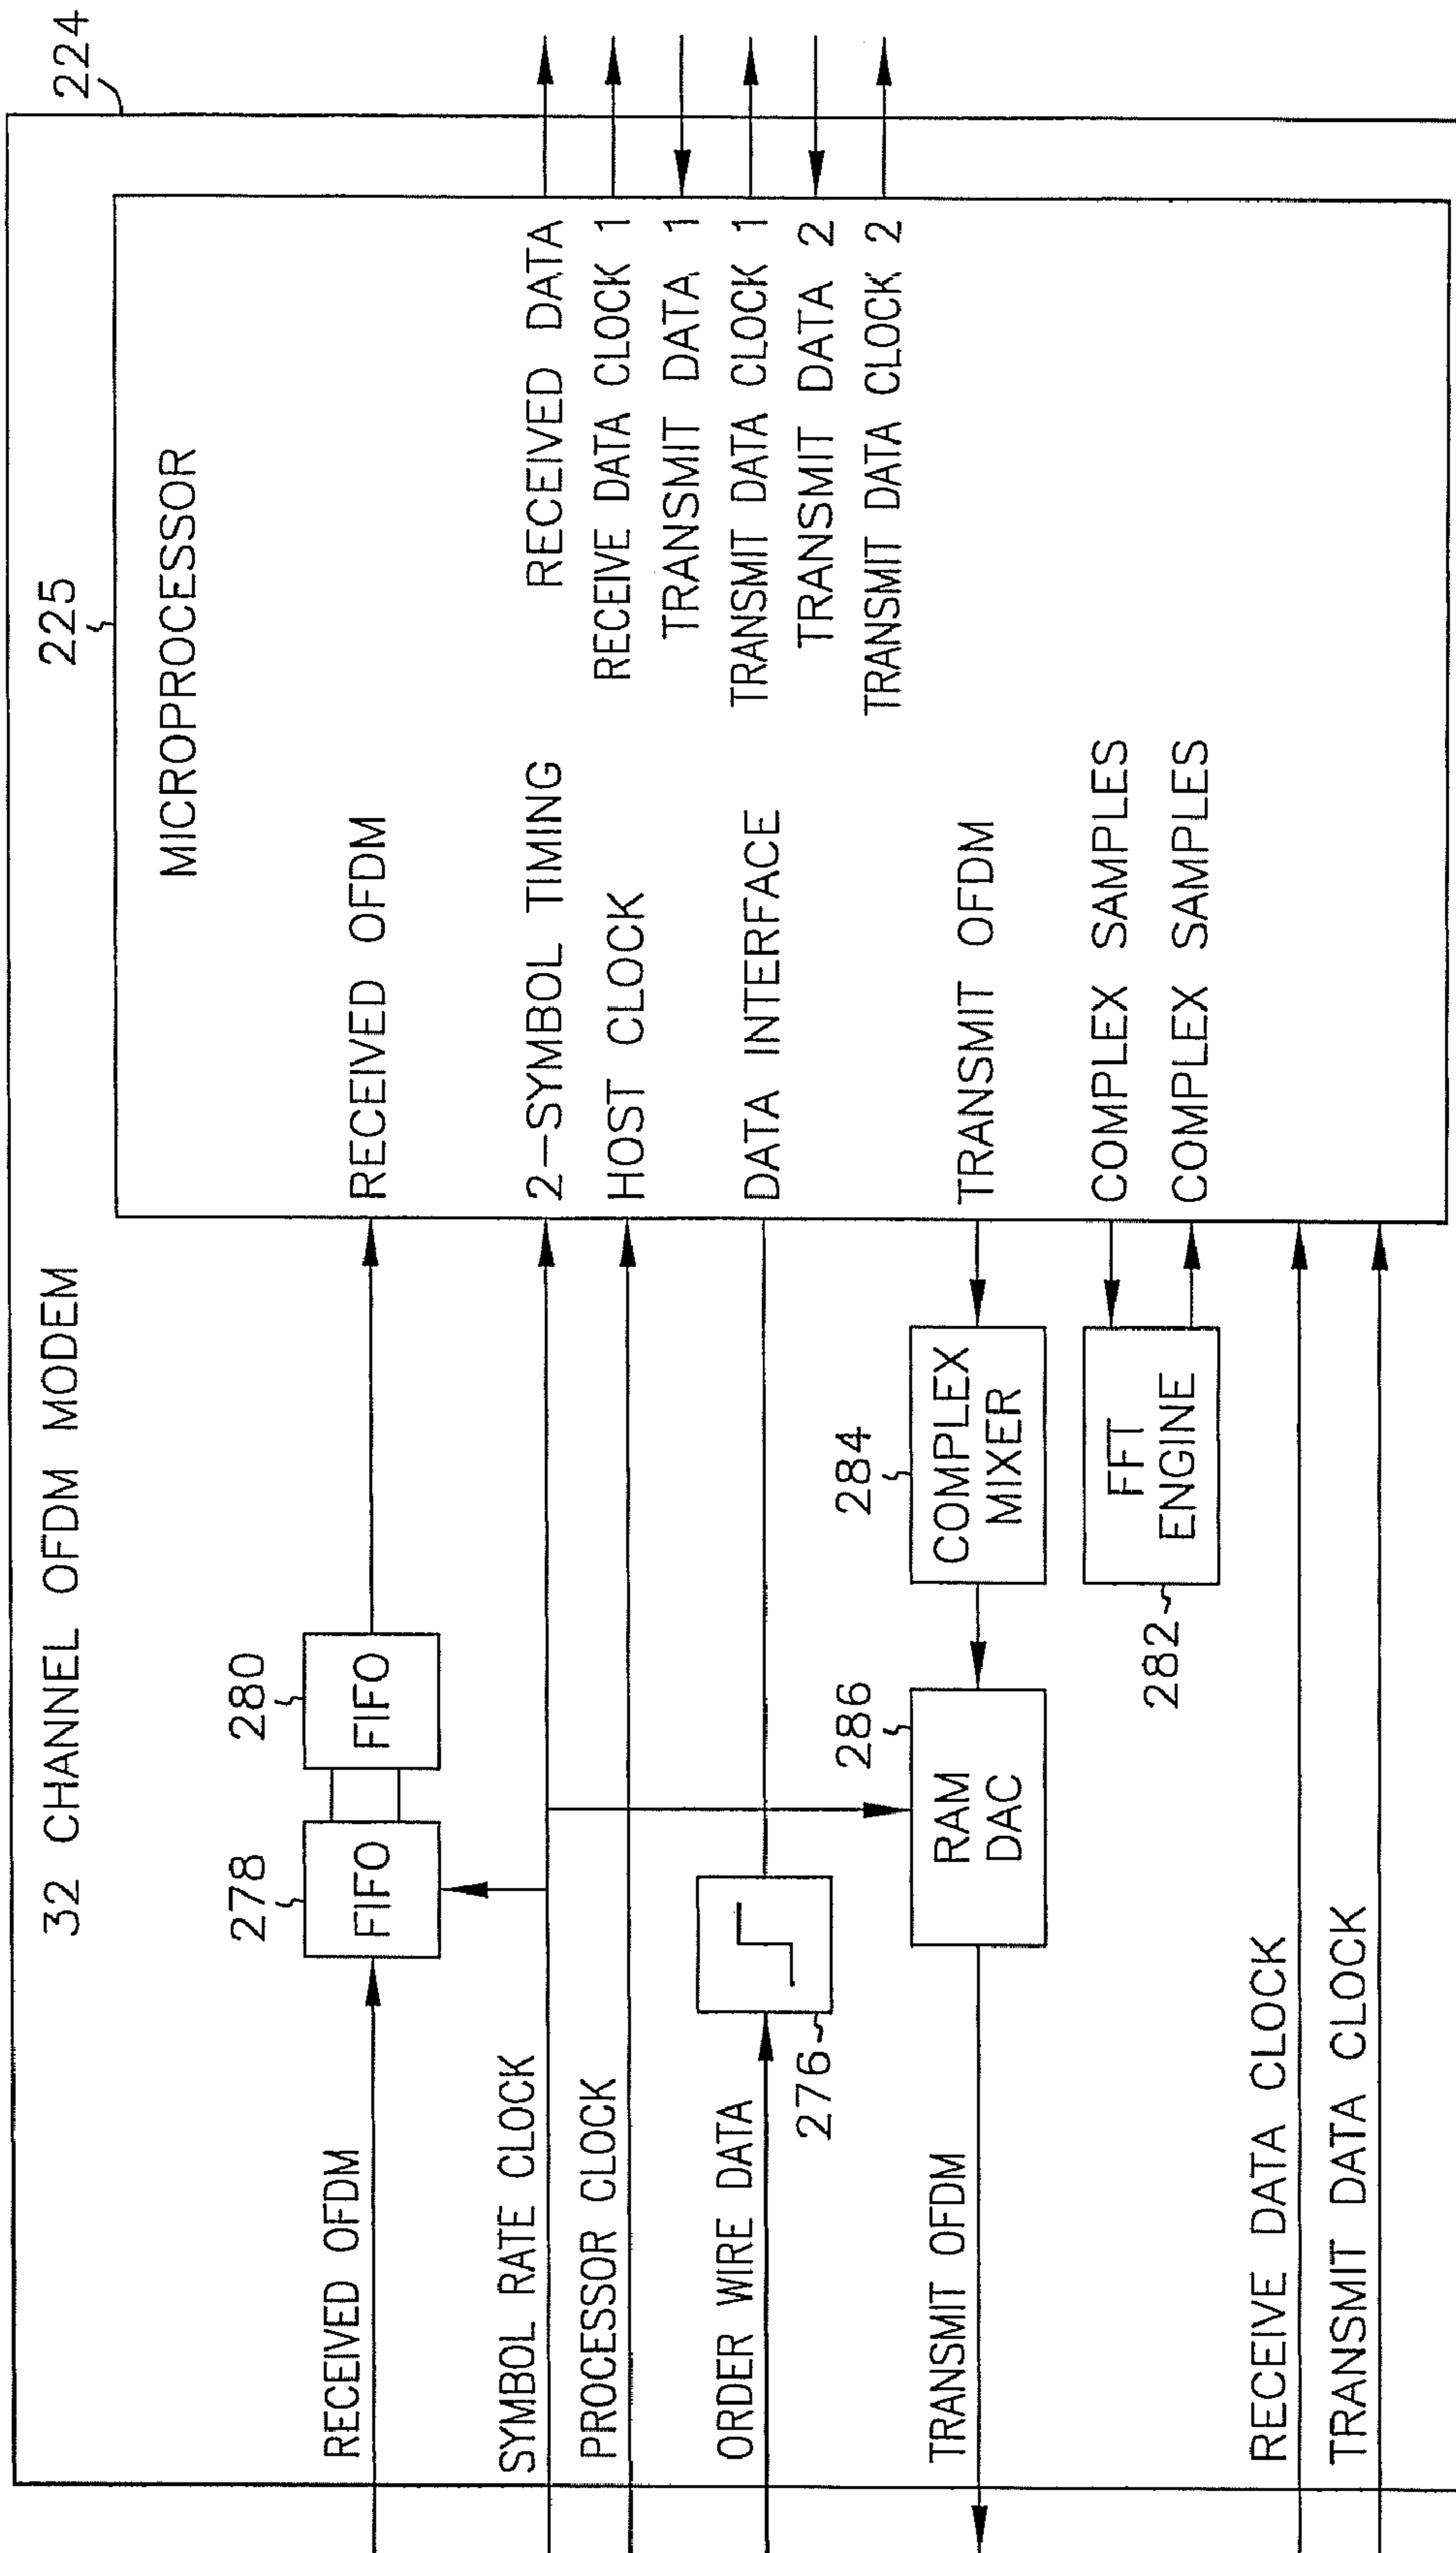 224
225
32 CHANNEL OFDM MODEM
MICROPROCESSOR
278
280
RECEIVED OFDM
FIFO
FIFO
RECEIVED OFDM
SYMBOL RATE CLOCK
2-SYMBOL TIMING
RECEIVED DATA
PROCESSOR CLOCK
HOST CLOCK
RECEIVE DATA CLOCK 1
TRANSMIT DATA 1
ORDER WIRE DATA
276
DATA INTERFACE
TRANSMIT DATA CLOCK 1
TRANSMIT DATA 2
286
284
TRANSMIT DATA CLOCK 2
TRANSMIT OFDM
RAM
DAC
COMPLEX
MIXER
TRANSMIT OFDM
282
FFT
ENGINE
COMPLEX SAMPLES
COMPLEX SAMPLES
RECEIVE DATA CLOCK
TRANSMIT DATA CLOCK